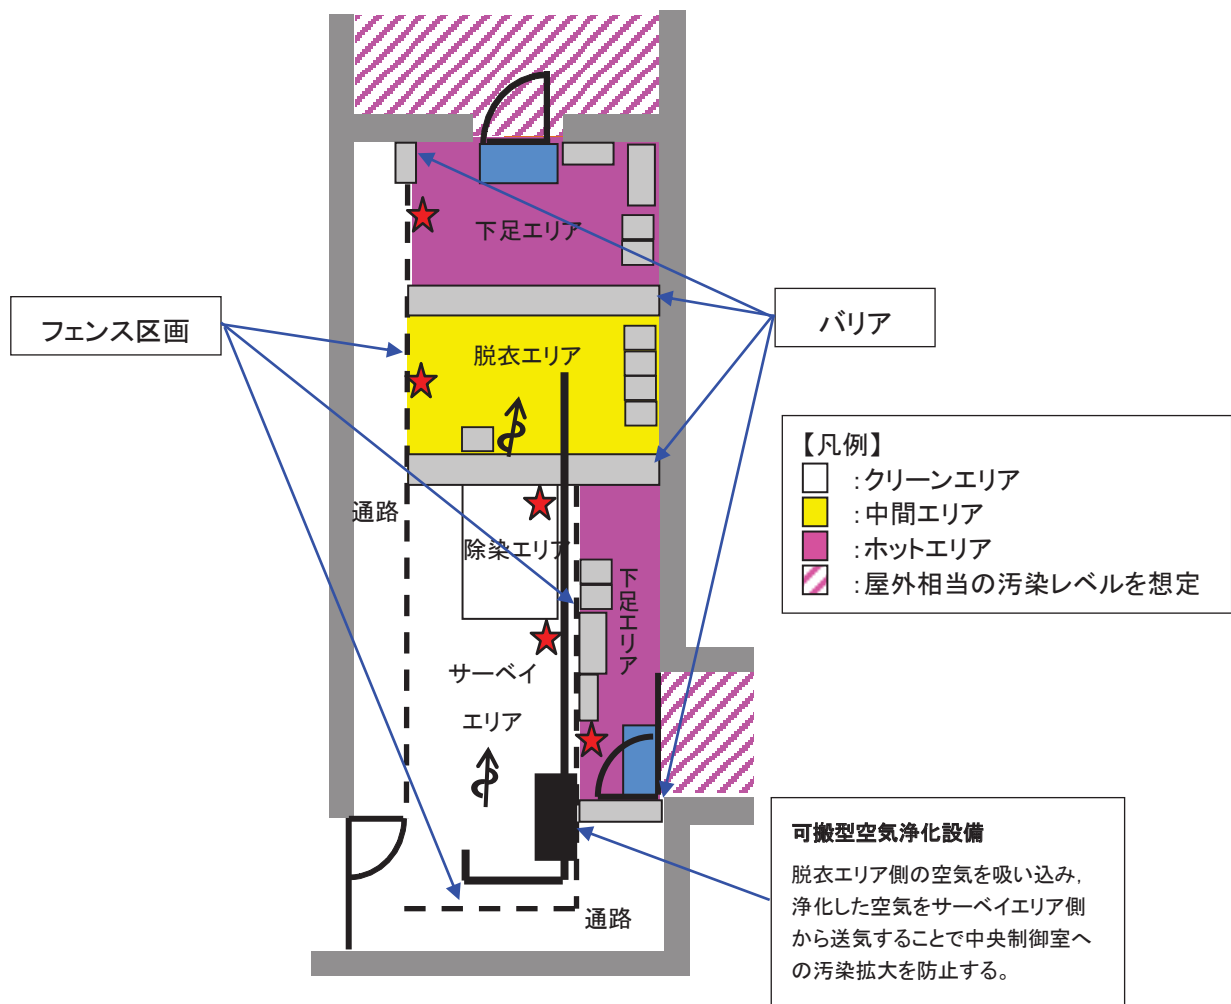 下足エリア
フェンス区画
バリア
脱衣エリア
【凡例】
：クリーンエリア
：中間エリア
：ホットエリア
：屋外相当の汚染レベルを想定
通路
除染エリア
下足エリア
サーベイ
エリア
通路
可搬型空気浄化設備
脱衣エリア側の空気を吸い込み，
浄化した空気をサーベイエリア側
から送気することで中央制御室へ
の汚染拡大を防止する。